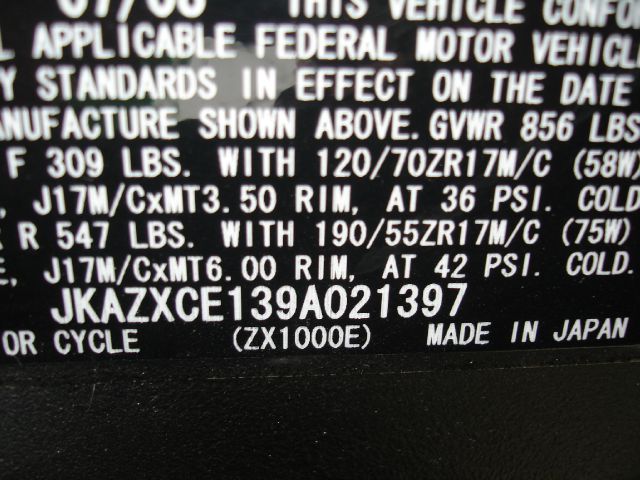 THIS VEHICLE CONFO
APPLICABLE FEDERAL MOTOR VEHICLE
Y STANDARDS IN EFFECT ON THE DATE
ANUFACTURE SHOWN ABOVE. GVWR 856 LBS
F 309 LBS. WITH 120/70ZR17M/C (58W)
J17M/CxMT3.50 RIM, AT 36 PSI. COLD
R 547 LBS. WITH 190/55ZR17M/C (75W)
E, J17M/CxMT6.00 RIM, AT 42 PSI. COLD.
JKAZXCE139A021397
OR CYCLE (ZX1000E) MADE IN JAPAN